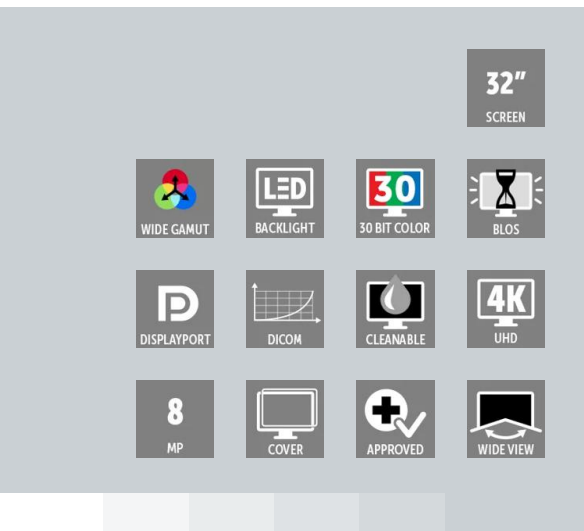 32"
SCREEN
WIDE GAMUT
LED
BACKLIGHT
30
30 BIT COLOR
BLOS
DISPLAYPORT
DICOM
CLEANABLE
4K
UHD
8
MP
COVER
APPROVED
WIDE VIEW